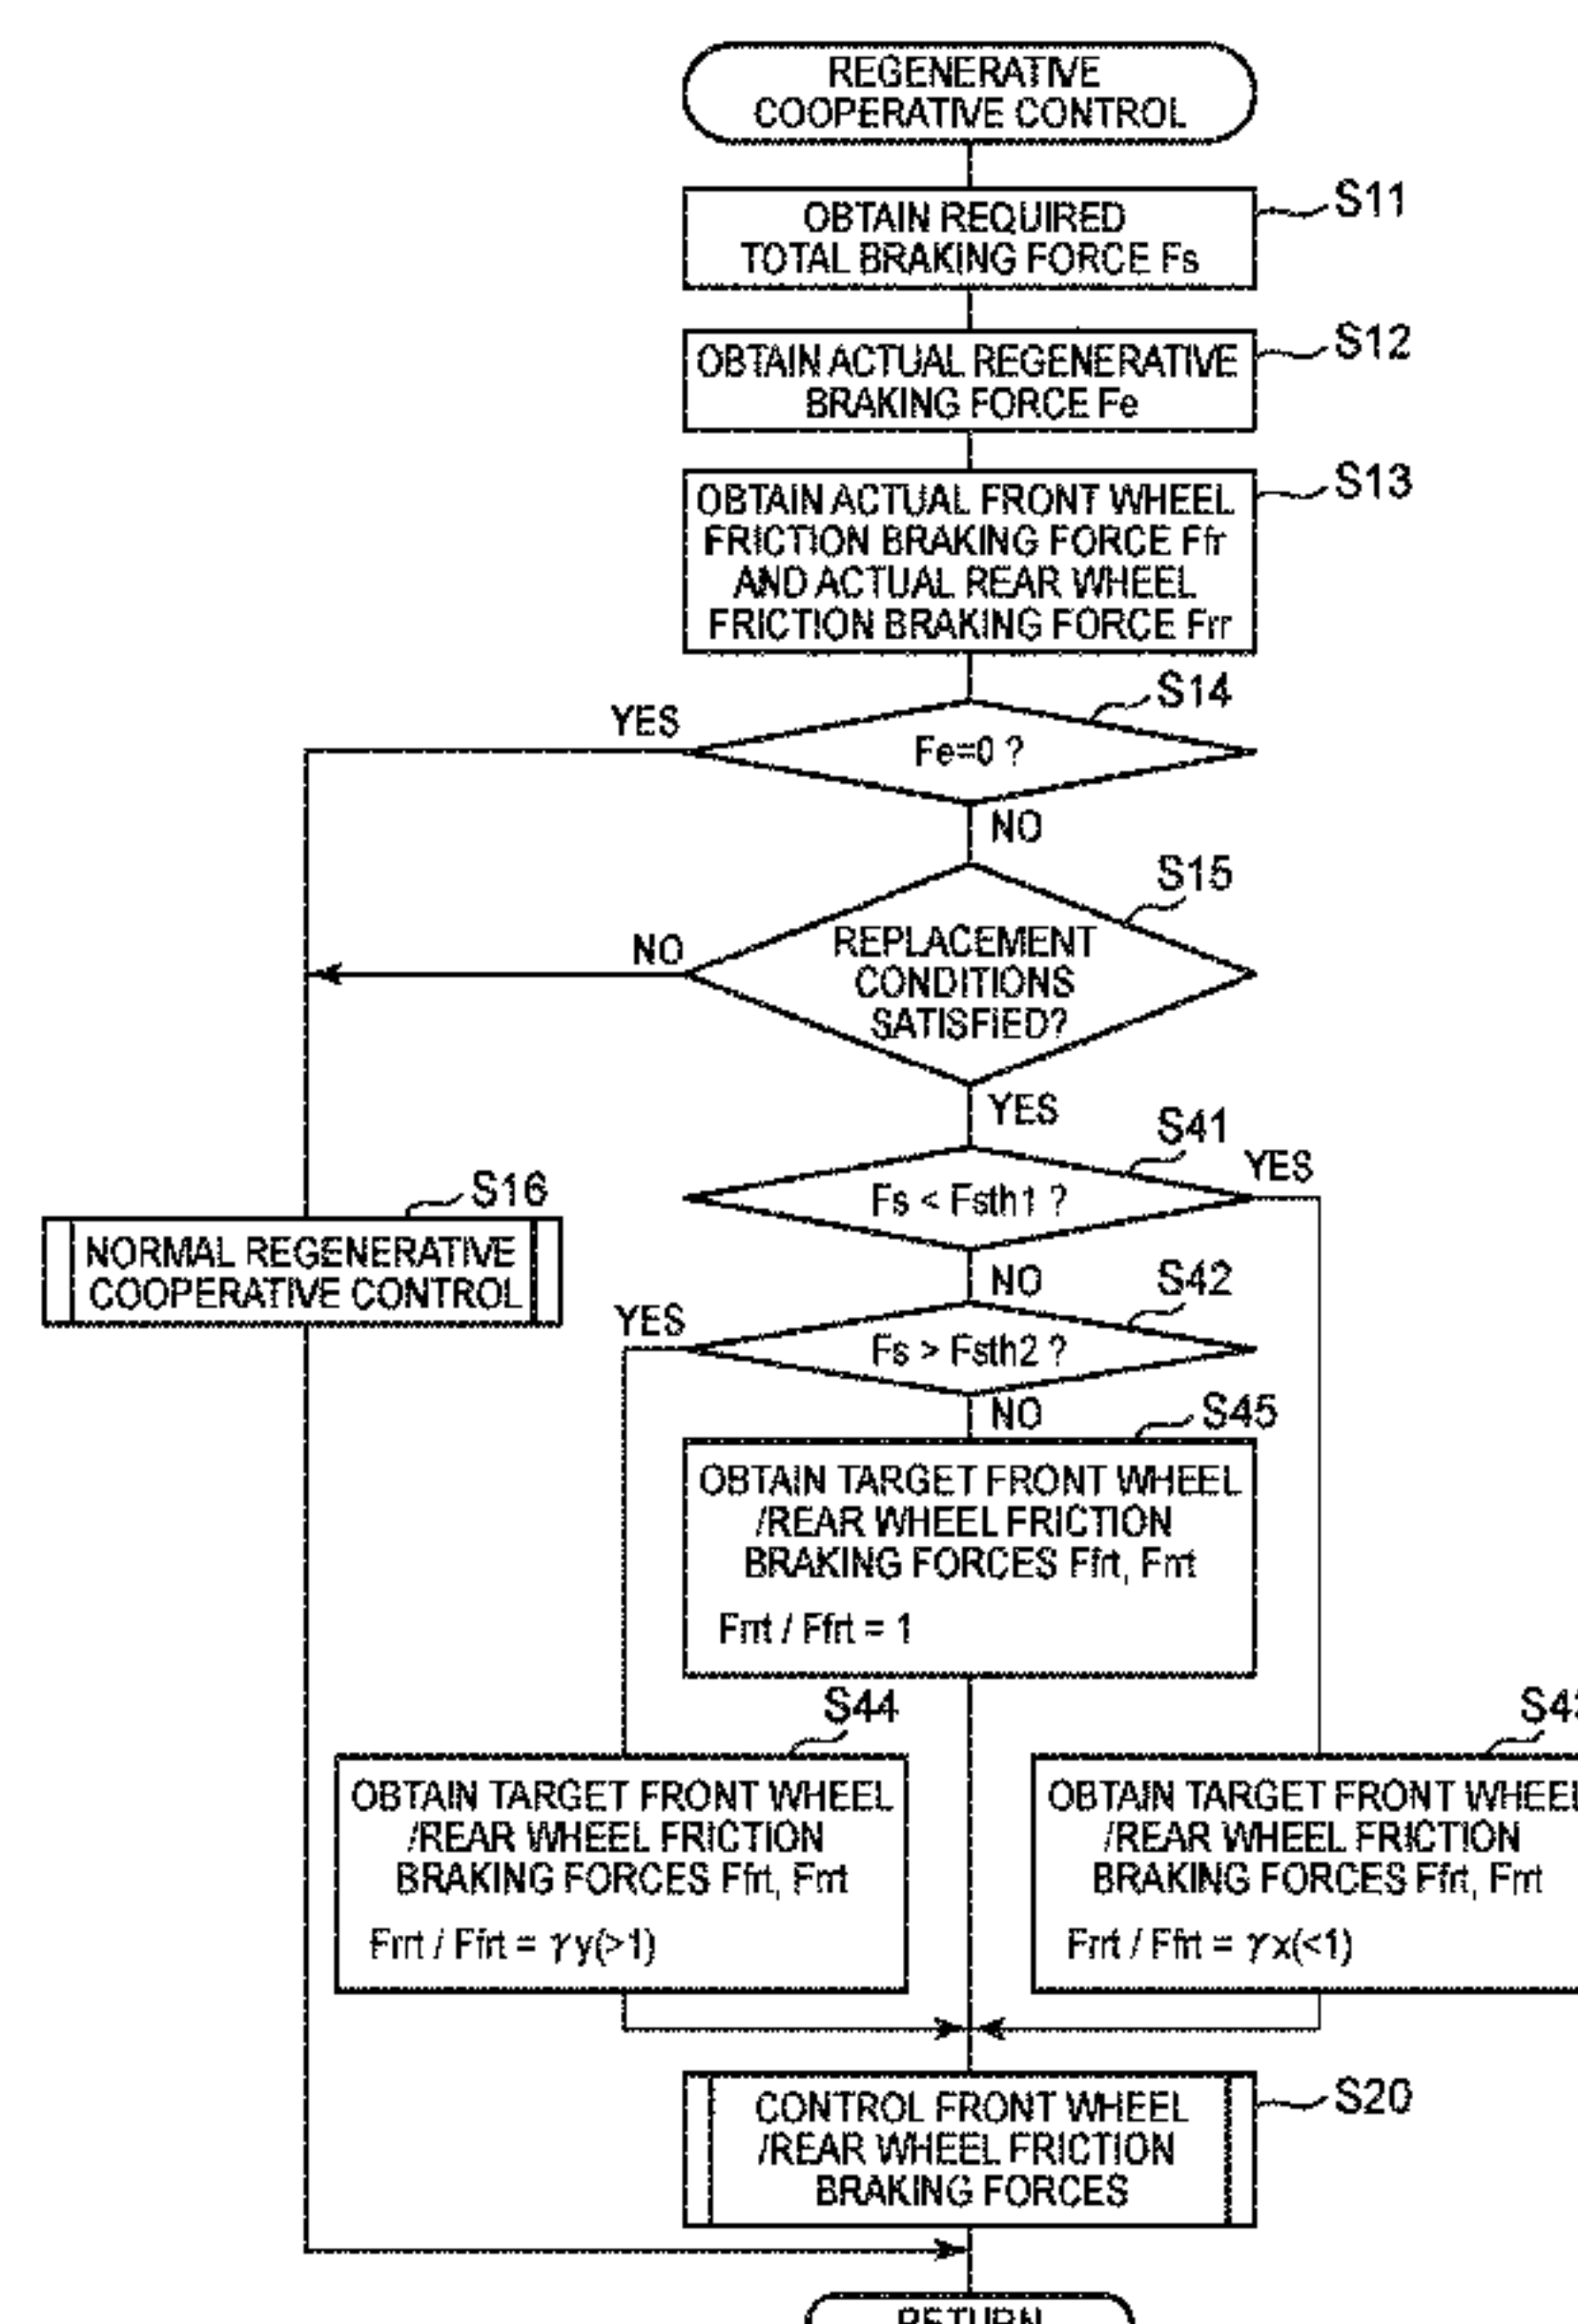 REGENERATIVE
COOPERATIVE CONTROL
S11
OBTAIN REQUIRED
TOTAL BRAKING FORCE Fs
S12
OBTAIN ACTUAL REGENERATIVE
BRAKING FORCE Fe
S13
OBTAIN ACTUAL FRONT WHEEL
FRICTION BRAKING FORCE Ffr
AND ACTUAL REAR WHEEL
FRICTION BRAKING FORCE Frr
S14
YES
Fe=0 ?
NO
S15
NO
REPLACEMENT
CONDITIONS
SATISFIED?
YES
S41
YES
Fs < Fsth1 ?
S16
NORMAL REGENERATIVE
COOPERATIVE CONTROL
NO
S42
YES
Fs > Fsth2 ?
NO
S45
OBTAIN TARGET FRONT WHEEL
/REAR WHEEL FRICTION
BRAKING FORCES Ffrt, Frrt
Frrt / Ffrt = 1
S44
OBTAIN TARGET FRONT WHEEL
/REAR WHEEL FRICTION
BRAKING FORCES Ffrt, Frrt
Frrt / Ffrt = γy(>1)
OBTAIN TARGET FRONT WHEEL
/REAR WHEEL FRICTION
BRAKING FORCES Ffrt, Frrt
Frrt / Ffrt = γx(<1)
S20
CONTROL FRONT WHEEL
/REAR WHEEL FRICTION
BRAKING FORCES
RETURN